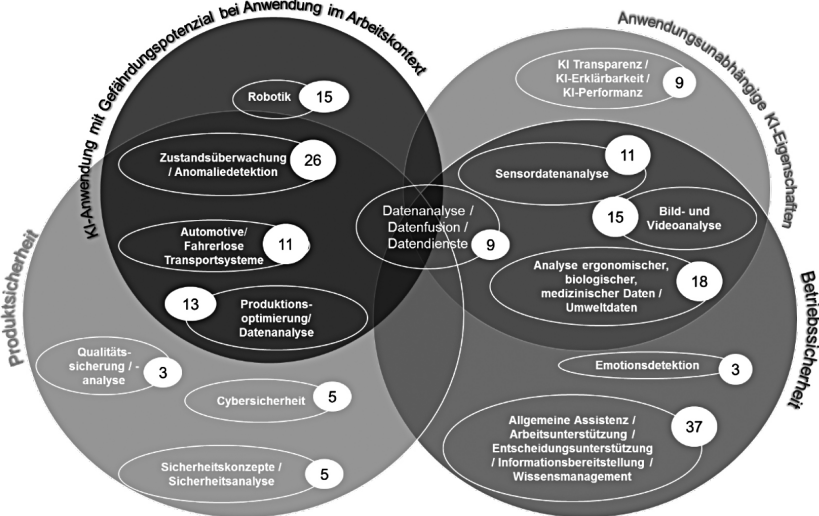 KI-Anwendung mit Gefährdungspotenzial bei Anwendung im Arbeitskontext
Anwendungsunabhängige KI-Eigenschaften
Produktsicherheit
Betriebssicherheit
Robotik
15
Zustandsüberwachung
/ Anomaliedetektion
26
Automotive/
Fahrerlose
Transportsysteme
11
13
Produktions-
optimierung/
Datenanalyse
Qualitäts-
sicherung / -
analyse
3
Cybersicherheit
5
Sicherheitskonzepte /
Sicherheitsanalyse
5
Datenanalyse /
Datenfusion /
Datendienste
9
KI Transparenz /
KI-Erklärbarkeit /
KI-Performanz
9
Sensordatenanalyse
11
15
Bild- und
Videoanalyse
Analyse ergonomischer,
biologischer,
medizinischer Daten /
Umweltdaten
18
Emotionsdetektion
3
Allgemeine Assistenz /
Arbeitsunterstützung /
Entscheidungsunterstützung
/ Informationsbereitstellung /
Wissensmanagement
37